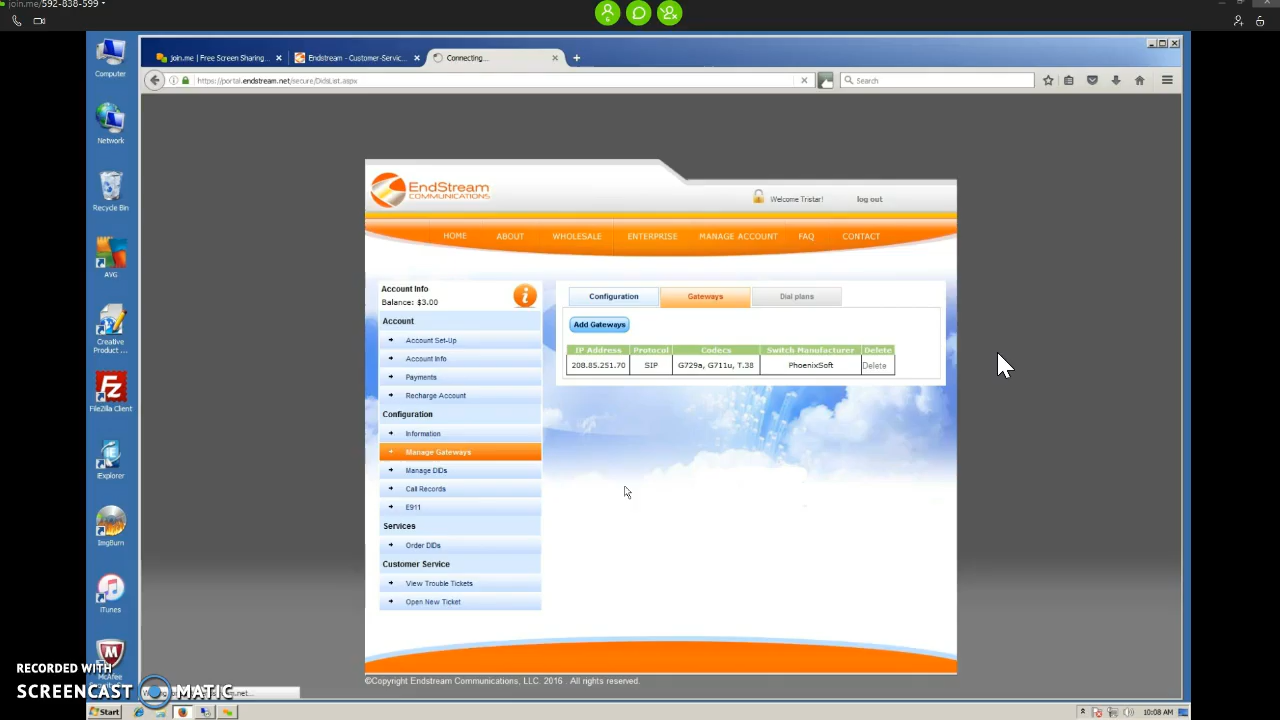 join.me/592-838-599
join.me | Free Screen Sharing...
Endstream - Customer-Servic...
Connecting...
https://portal.endstream.net/secure/DidsList.aspx
Search
Computer
Network
Recycle Bin
AVG
Creative
Product ...
FileZilla Client
iExplorer
ImgBurn
iTunes
McAfee
ENDSTREAM
COMMUNICATIONS
Welcome Tristar!
log out
HOME
ABOUT
WHOLESALE
ENTERPRISE
MANAGE ACCOUNT
FAQ
CONTACT
Account Info
Balance: $3.00
Account
Account Set-Up
Account Info
Payments
Recharge Account
Configuration
Information
Manage Gateways
Manage DIDs
Call Records
E911
Services
Order DIDs
Customer Service
View Trouble Tickets
Open New Ticket
Configuration
Gateways
Dial plans
Add Gateways
IP Address Protocol Codecs Switch Manufacturer Delete
208.85.251.70 SIP G729a, G711u, T.38 PhoenixSoft Delete
©Copyright Endstream Communications, LLC. 2016 . All rights reserved.
RECORDED WITH
SCREENCAST MATIC
Start
10:08 AM